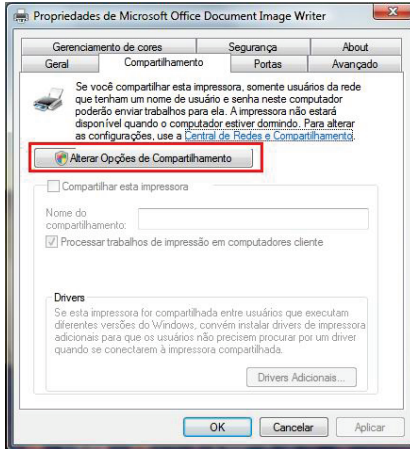 Propriedades de Microsoft Office Document Image Writer
Gerenciamento de cores Segurança About
Geral Compartilhamento Portas Avançado
Se você compartilhar esta impressora, somente usuários da rede
que tenham um nome de usuário e senha neste computador
poderão enviar trabalhos para ela. A impressora não estará
disponível quando o computador estiver dormindo. Para alterar
as configurações, use a Central de Redes e Compartilhamento.
Alterar Opções de Compartilhamento
Compartilhar esta impressora
Nome do
compartilhamento:
Processar trabalhos de impressão em computadores cliente
Drivers
Se esta impressora for compartilhada entre usuários que executam
diferentes versões do Windows, convém instalar drivers de impressora
adicionais para que os usuários não precisem procurar por um driver
quando se conectarem à impressora compartilhada.
Drivers Adicionais...
OK Cancelar Aplicar